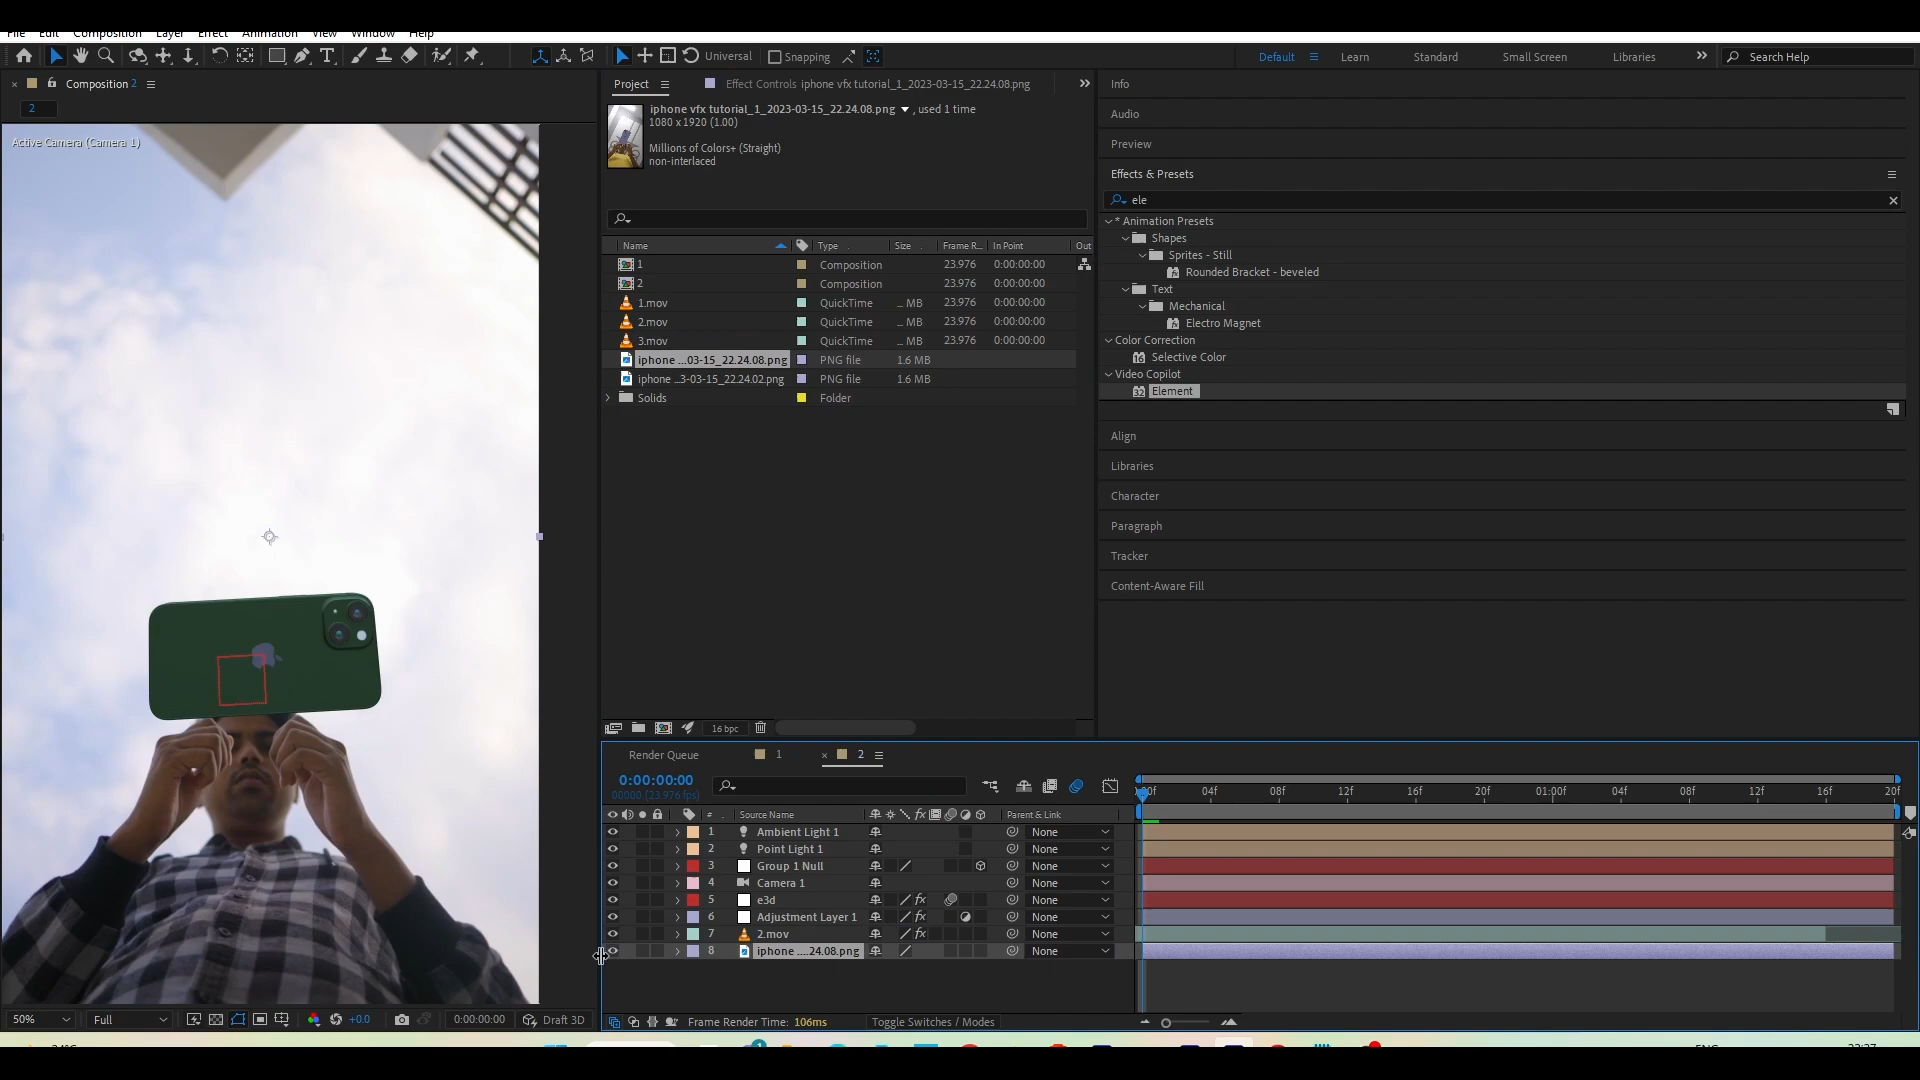 File Edit Composition Layer Effect Animation View Window Help
Universal Snapping Default Learn Standard Small Screen Libraries Search Help
Composition 2
2
Active Camera (Camera 1)
50% Full +0.0 0:00:00:00 Draft 3D
Project Effect Controls iphone vfx tutorial_1_2023-03-15_22.24.08.png
iphone vfx tutorial_1_2023-03-15_22.24.08.png , used 1 time
1080 x 1920 (1.00)
Millions of Colors+ (Straight)
non-interlaced
Name Type Size Frame R... In Point Out
1 Composition 23.976 0:00:00:00
2 Composition 23.976 0:00:00:00
1.mov QuickTime ... MB 23.976 0:00:00:00
2.mov QuickTime ... MB 23.976 0:00:00:00
3.mov QuickTime ... MB 23.976 0:00:00:00
iphone ...03-15_22.24.08.png PNG file 1.6 MB
iphone ...3-03-15_22.24.02.png PNG file 1.6 MB
Solids Folder
16 bpc
Info
Audio
Preview
Effects & Presets
ele
* Animation Presets
Shapes
Sprites - Still
Rounded Bracket - beveled
Text
Mechanical
Electro Magnet
Color Correction
16 Selective Color
Video Copilot
32 Element
Align
Libraries
Character
Paragraph
Tracker
Content-Aware Fill
Render Queue 1 2
0:00:00:00
00000 (23.976 fps)
04f 08f 12f 16f 20f 01:00f 04f 08f 12f 16f 20f
# Source Name fx Parent & Link
1 Ambient Light 1 None
2 Point Light 1 None
3 Group 1 Null None
4 Camera 1 None
5 e3d fx None
6 Adjustment Layer 1 fx None
7 2.mov fx None
8 iphone ....24.08.png None
Frame Render Time: 106ms Toggle Switches / Modes